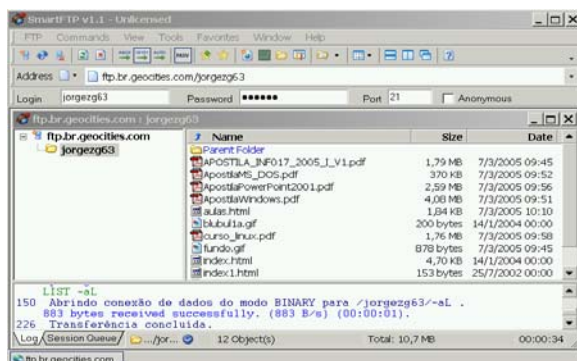 SmartFTP v1.1 - Unlicensed
FTP Commands View Tools Favorites Window Help
Address ftp.br.geocities.com/jorgezg63
Login jorgezg63 Password ●●●●●● Port 21 Anonymous
ftp.br.geocities.com : jorgezg63
ftp.br.geocities.com
jorgezg63
Name Size Date
Parent Folder
APOSTILA_INF017_2005_I_V1.pdf 1,79 MB 7/3/2005 09:45
ApostilaMS_DOS.pdf 370 KB 7/3/2005 09:52
ApostilaPowerPoint2001.pdf 2,59 MB 7/3/2005 09:56
ApostilaWindows.pdf 4,08 MB 7/3/2005 09:51
aulas.html 1,84 KB 7/3/2005 10:10
blubul1a.gif 200 bytes 14/1/2004 00:00
curso_linux.pdf 1,76 MB 7/3/2005 09:58
fundo.gif 878 bytes 7/3/2005 09:45
index.html 4,70 KB 14/1/2004 00:00
index1.html 153 bytes 25/7/2002 00:00
LIST -aL
150 Abrindo conexão de dados do modo BINARY para /jorgezg63/-aL .
883 bytes received successfully. (883 B/s) (00:00:01).
226 Transferência concluída.
Log Session Queue .../jor... 12 Object(s) Total: 10,7 MB 00:00:34
ftp.br.geocities.com